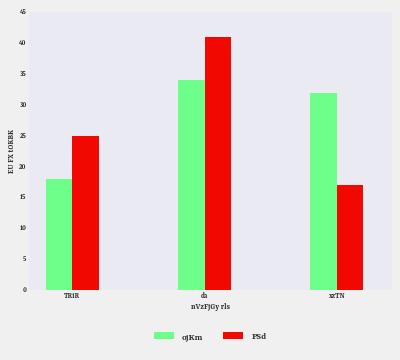 45
40
35
30
25
20
15
10
5
0
EU FX tOKBK
TRiR
da
xzTN
nVzFjGy rls
ojKm
PSd